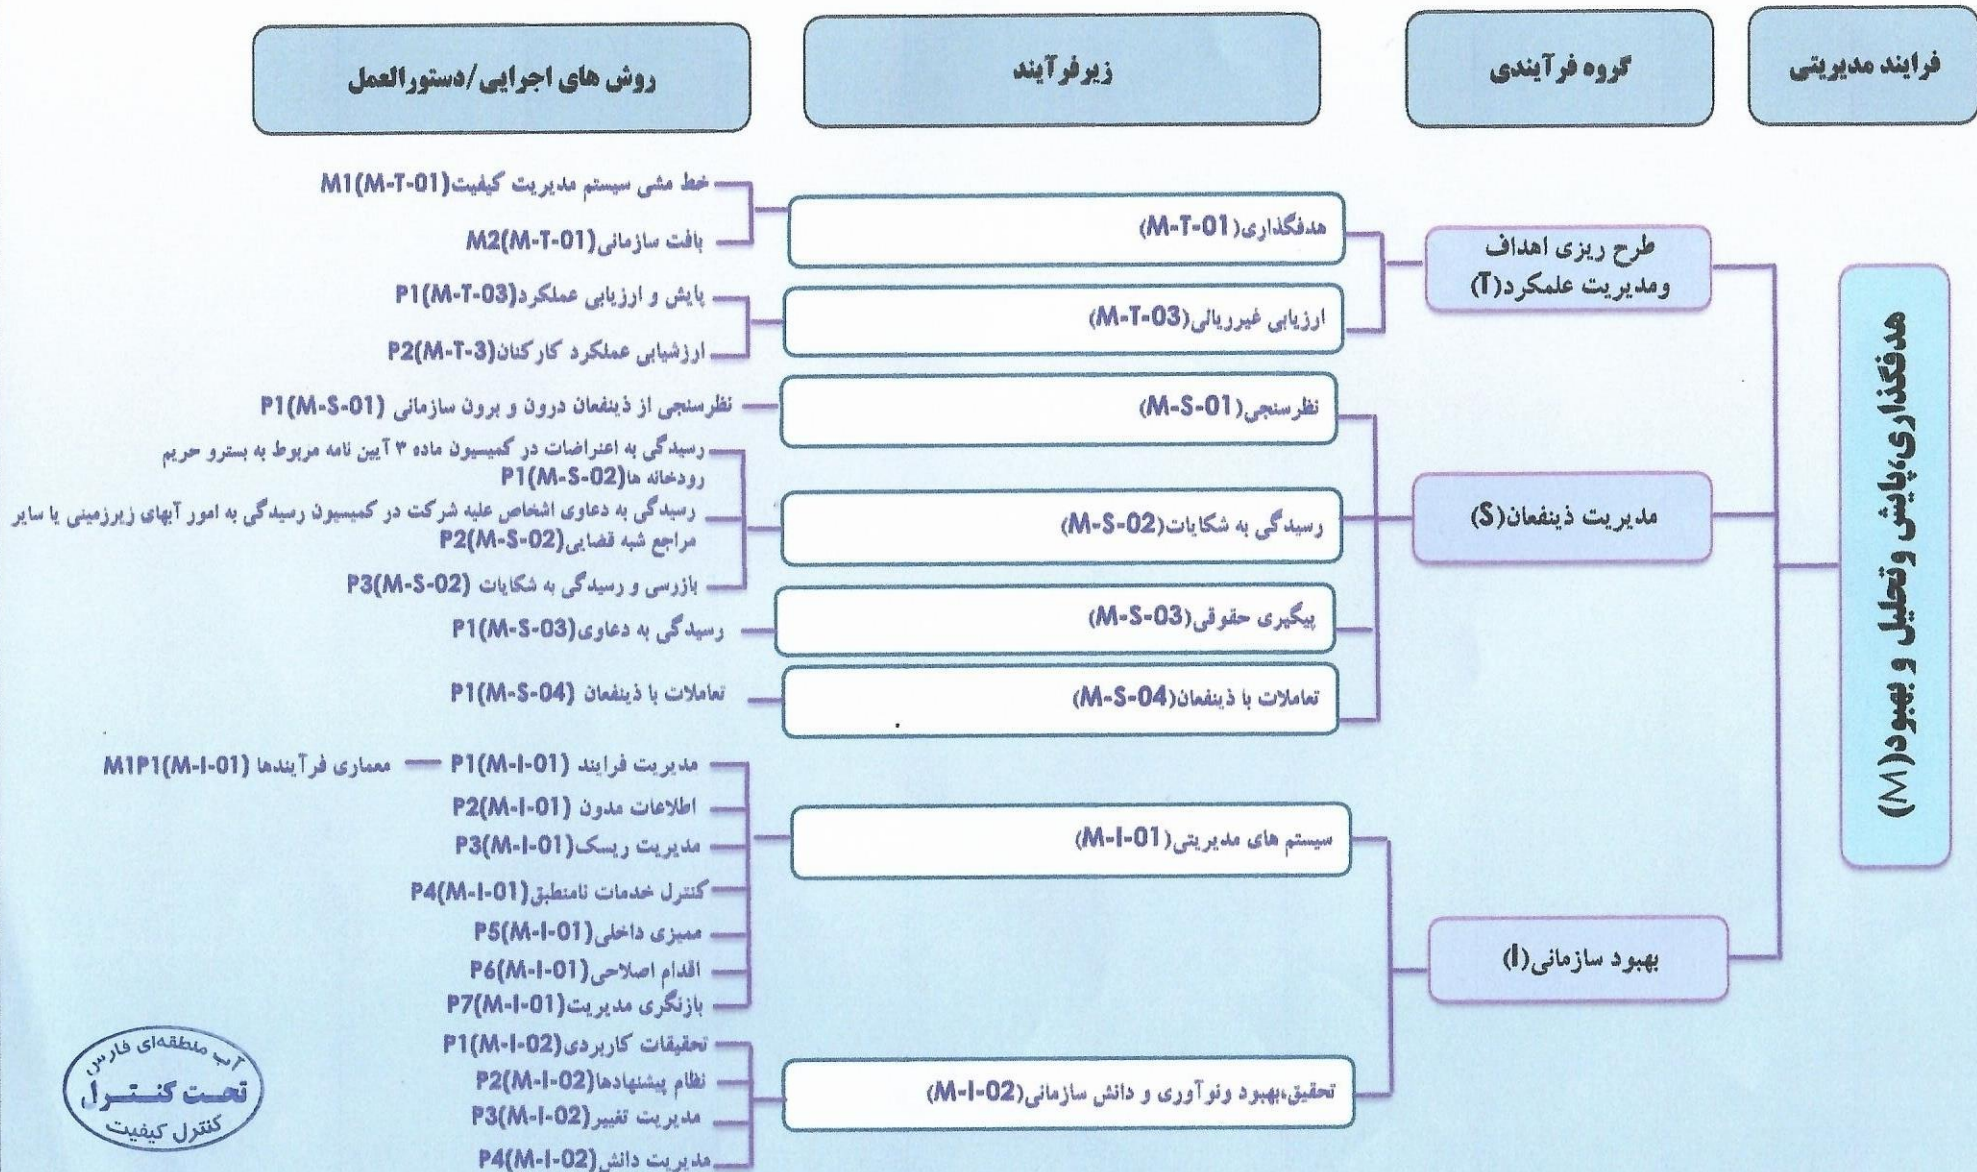 فرایند مدیریتی
گروه فرآیندی
زیرفرآیند
روش های اجرایی/دستورالعمل
هدفگذاری،پایش وتحلیل و بهبود(M)
طرح ریزی اهداف
ومدیریت علمکرد(T)
هدفگذاری(M-T-01)
خط مشی سیستم مدیریت کیفیت(M-T-01)M1
بافت سازمانی(M-T-01)M2
ارزیابی غیرریالی(M-T-03)
پایش و ارزیابی عملکرد(M-T-03)P1
ارزشیابی عملکرد کارکنان(M-T-3)P2
مدیریت ذینفعان(S)
نظرسنجی(M-S-01)
نظرسنجی از ذینفعان درون و برون سازمانی (M-S-01)P1
رسیدگی به شکایات(M-S-02)
رسیدگی به اعتراضات در کمیسیون ماده ۳ آیین نامه مربوط به بسترو حریم
رودخانه ها(M-S-02)P1
رسیدگی به دعاوی اشخاص علیه شرکت در کمیسیون رسیدگی به امور آبهای زیرزمینی یا سایر
مراجع شبه قضایی(M-S-02)P2
بازرسی و رسیدگی به شکایات (M-S-02)P3
پیگیری حقوقی(M-S-03)
رسیدگی به دعاوی(M-S-03)P1
تعاملات با ذینفعان(M-S-04)
تعاملات با ذینفعان (M-S-04)P1
بهبود سازمانی(I)
سیستم های مدیریتی(M-I-01)
مدیریت فرایند (M-I-01)P1
معماری فرآیندها (M-I-01)M1P1
اطلاعات مدون (M-I-01)P2
مدیریت ریسک(M-I-01)P3
کنترل خدمات نامنطبق(M-I-01)P4
ممیزی داخلی(M-I-01)P5
اقدام اصلاحی(M-I-01)P6
بازنگری مدیریت(M-I-01)P7
تحقیق،بهبود ونوآوری و دانش سازمانی(M-I-02)
تحقیقات کاربردی(M-I-02)P1
نظام پیشنهادها(M-I-02)P2
مدیریت تغییر(M-I-02)P3
مدیریت دانش(M-I-02)P4
آب منطقه‌ای فارس
تحت کنترل
کنترل کیفیت